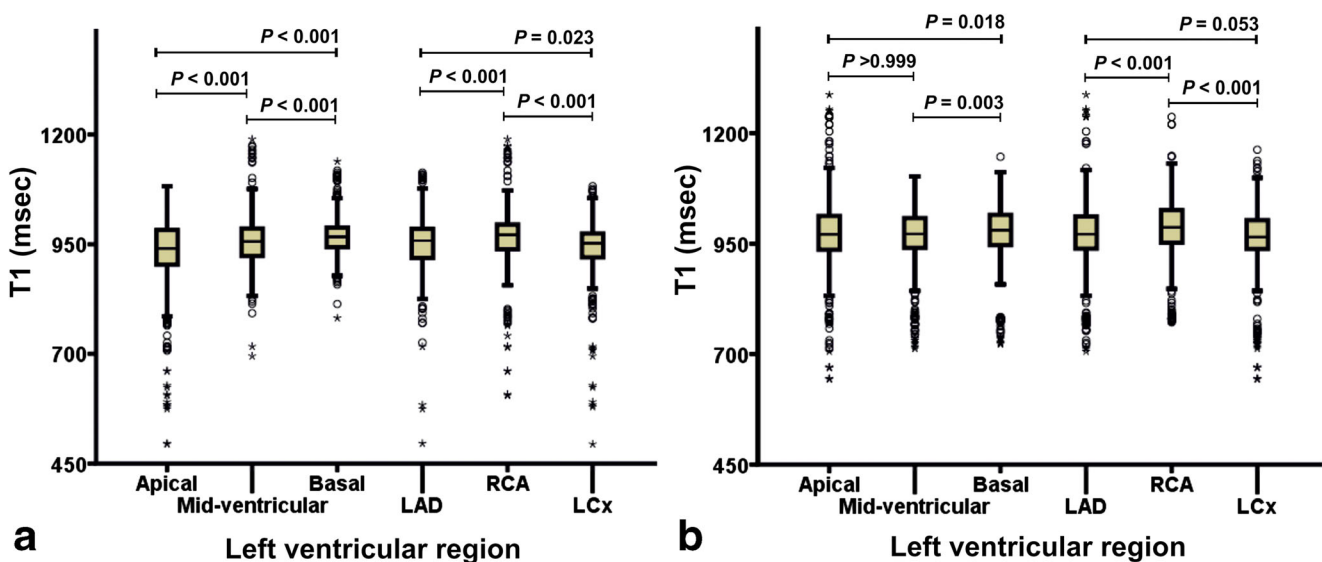 P < 0.001
P = 0.023
P < 0.001
P < 0.001
P < 0.001
P < 0.001
1200
950
700
450
T1 (msec)
Apical
Basal
RCA
Mid-ventricular
LAD
LCx
a
Left ventricular region
P = 0.018
P = 0.053
P >0.999
P < 0.001
P = 0.003
P < 0.001
1200
950
700
450
T1 (msec)
Apical
Basal
RCA
Mid-ventricular
LAD
LCx
b
Left ventricular region